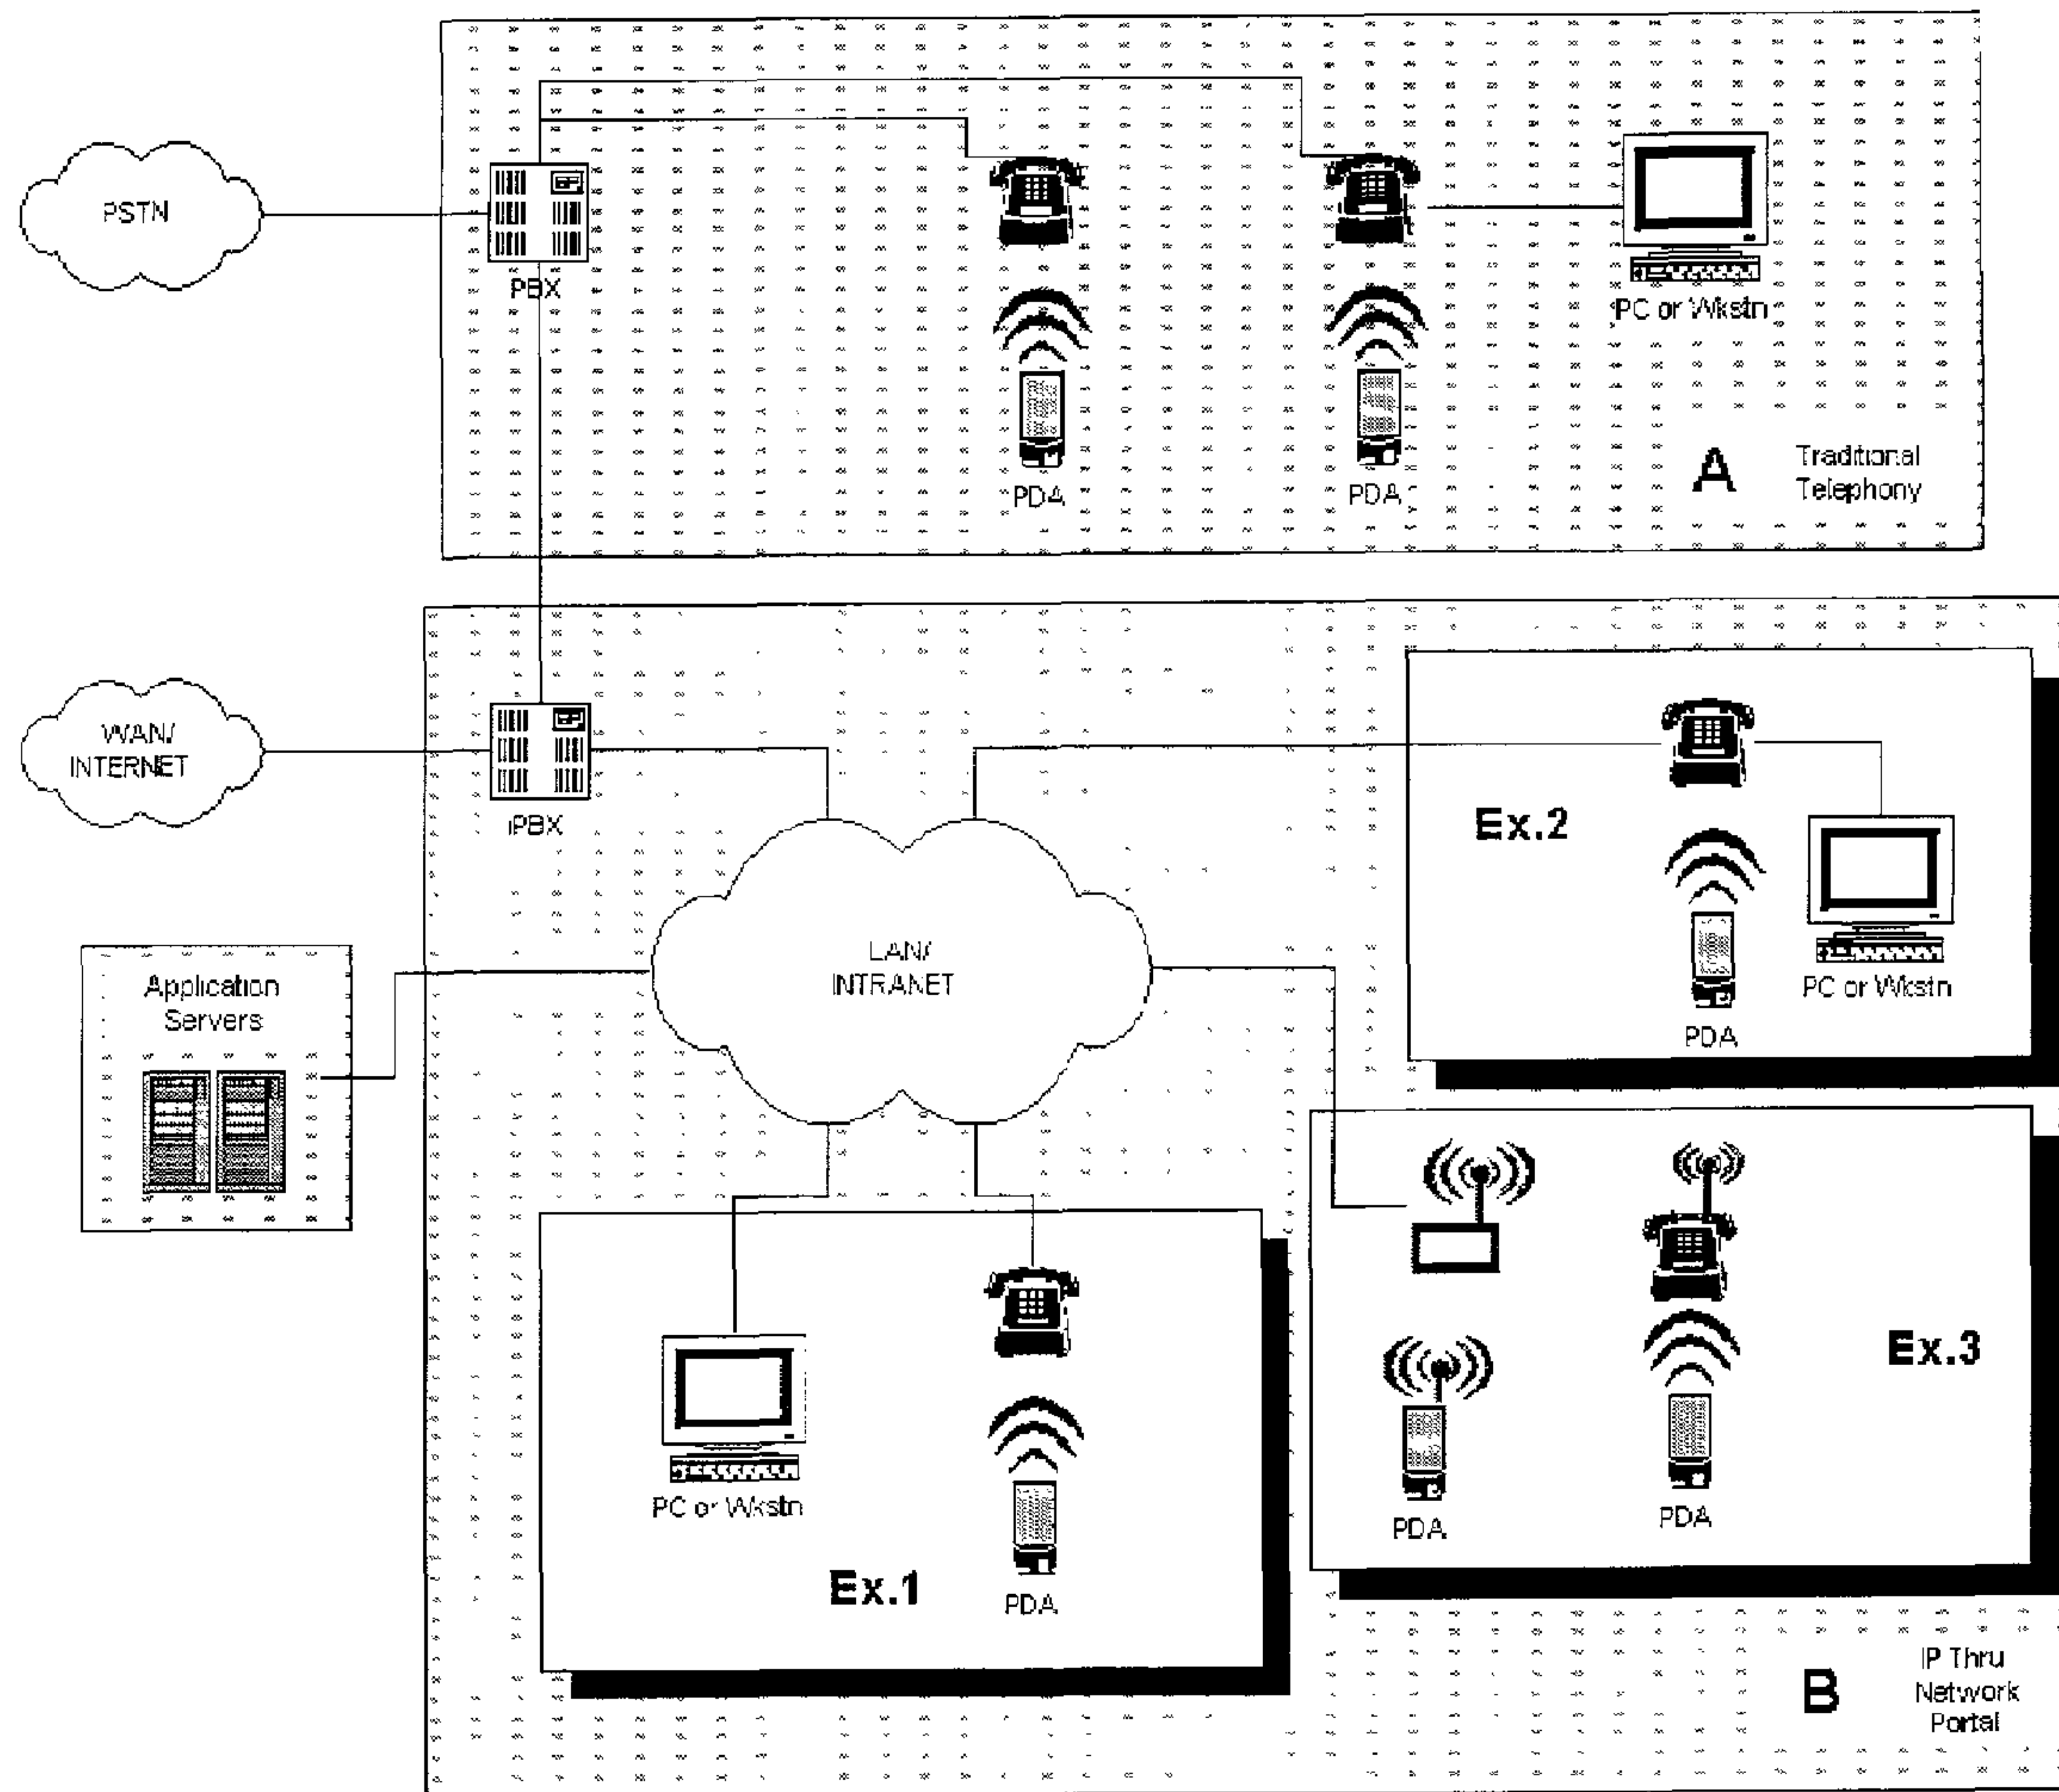 PSTN
PBX
PC or Wkstn
PDA
PDA
A
Traditional
Telephony
WAN/
INTERNET
iPBX
Ex.2
Application
Servers
LAN/
INTRANET
PC or Wkstn
PDA
Ex.3
PC or Wkstn
PDA
PDA
Ex.1
PDA
IP Thru
B
Network
Portal